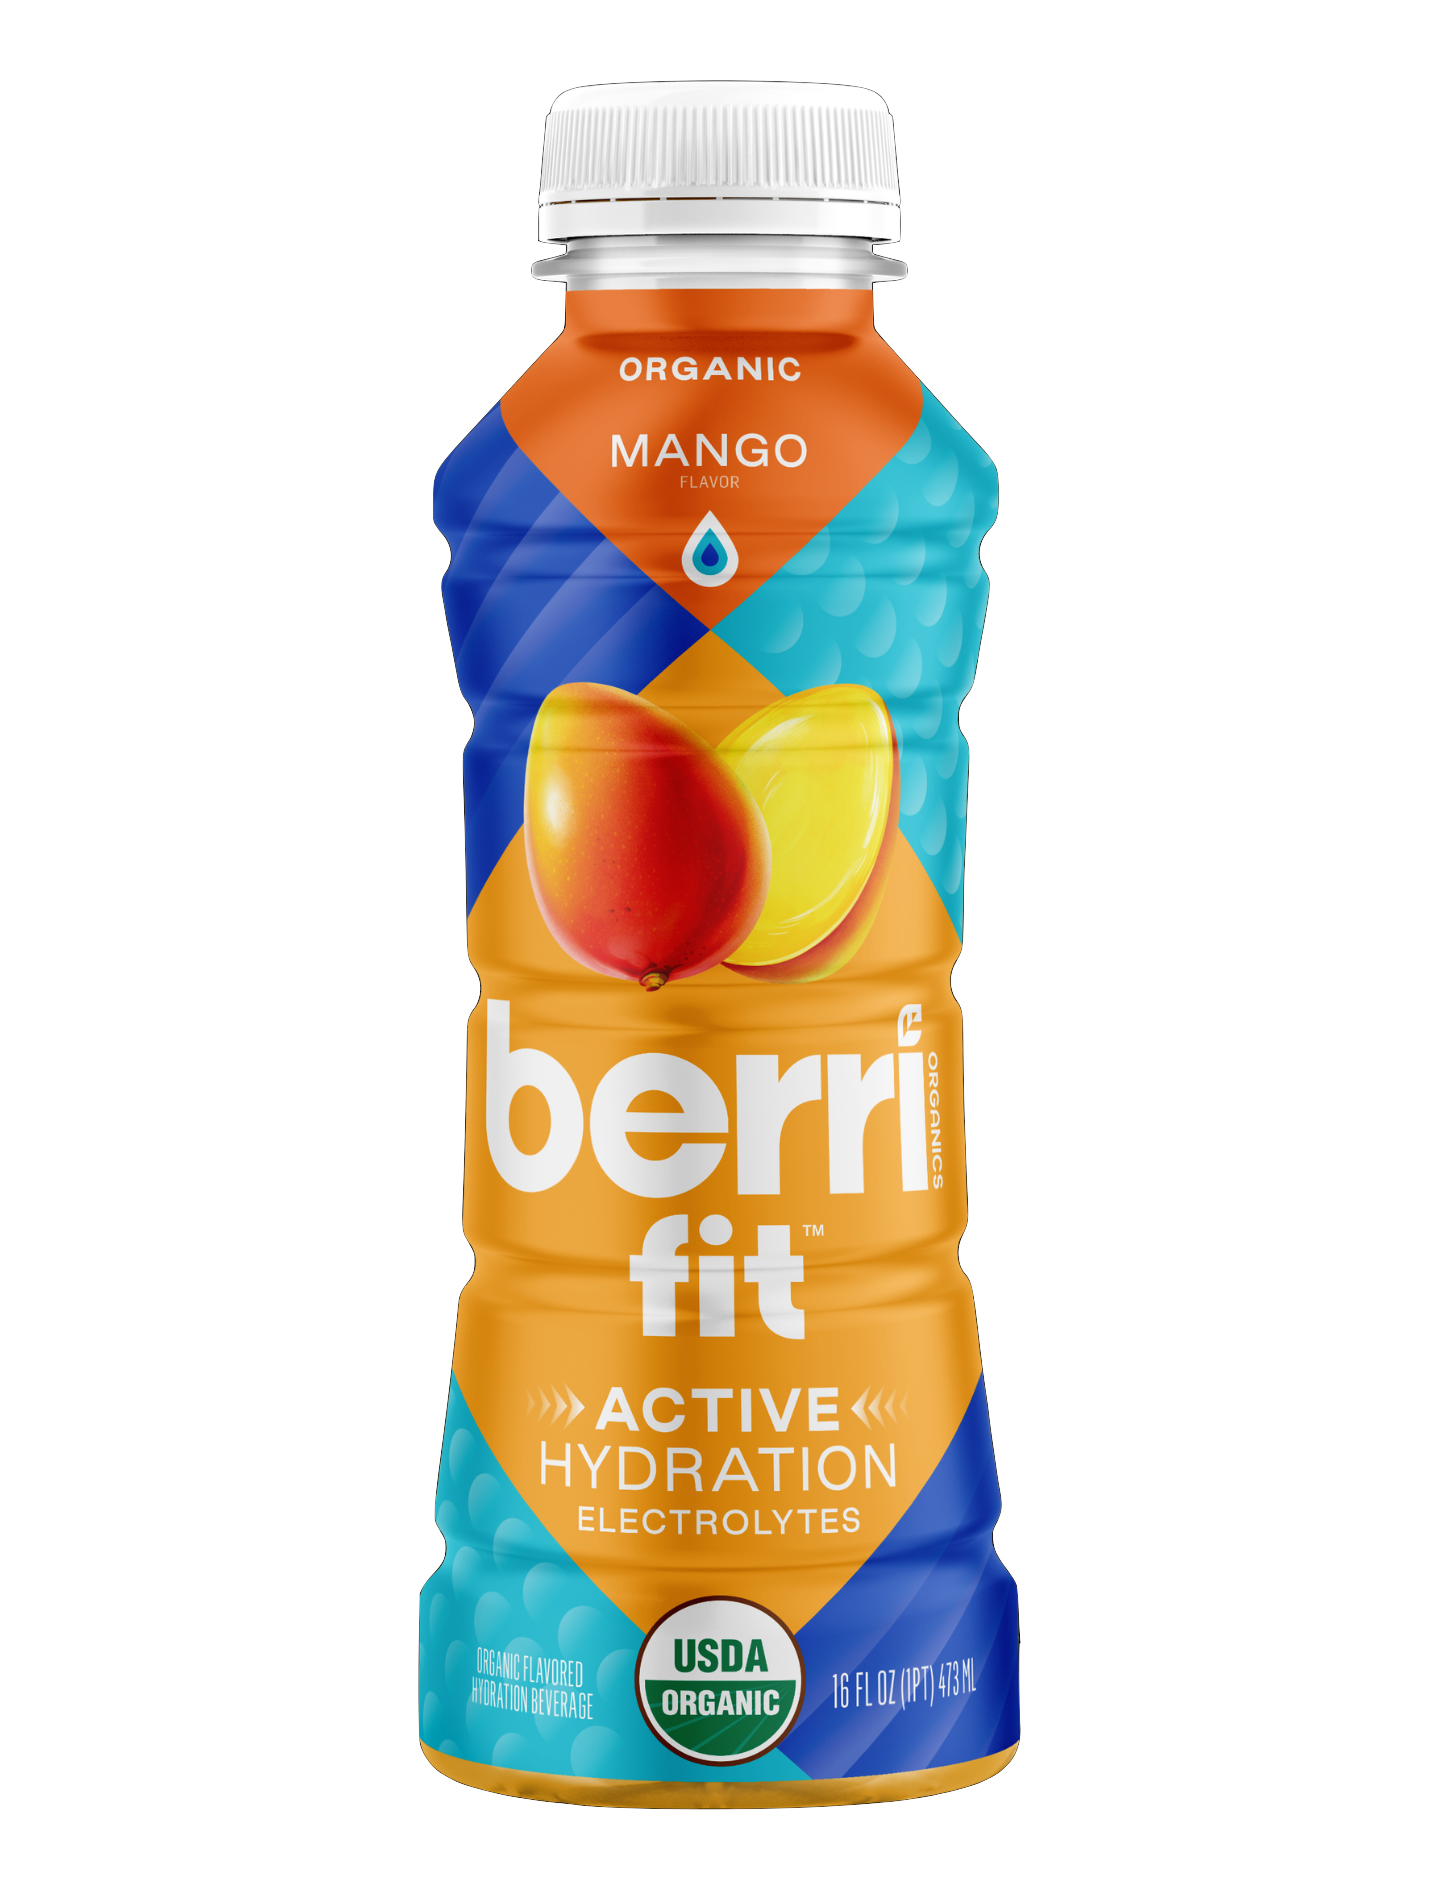 ORGANIC
MANGO
FLAVOR
berri
ORGANICS
fit™
ACTIVE
HYDRATION
ELECTROLYTES
USDA
ORGANIC
ORGANIC FLAVORED
HYDRATION BEVERAGE
16 FL OZ (1PT) 473 ML